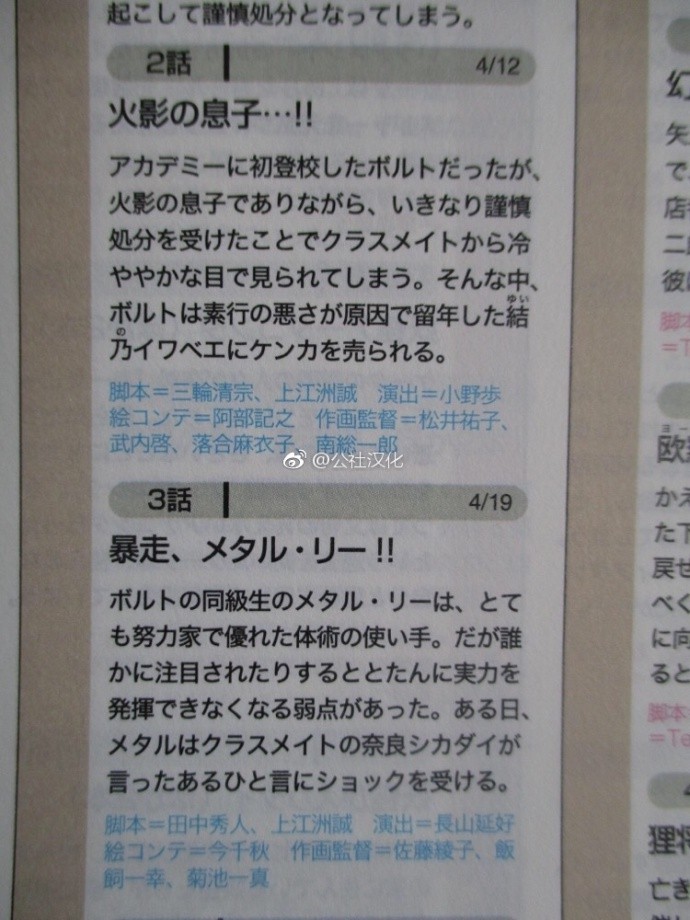 起こして謹慎処分となってしまう。
2話 4/12
火影の息子…!!
アカデミーに初登校したボルトだったが、
火影の息子でありながら、いきなり謹慎
処分を受けたことでクラスメイトから冷
ややかな目で見られてしまう。そんな中、
ボルトは素行の悪さが原因で留年した結
ゆい
乃イワベエにケンカを売られる。
の
脚本＝三輪清宗、上江洲誠　演出＝小野歩
絵コンテ＝阿部記之　作画監督＝松井祐子、
武内啓、落合麻衣子、南総一郎
@公社汉化
3話 4/19
暴走、メタル・リー!!
ボルトの同級生のメタル・リーは、とて
も努力家で優れた体術の使い手。だが誰
かに注目されたりするととたんに実力を
発揮できなくなる弱点があった。ある日、
メタルはクラスメイトの奈良シカダイが
言ったあるひと言にショックを受ける。
脚本＝田中秀人、上江洲誠　演出＝長山延好
絵コンテ＝今千秋　作画監督＝佐藤綾子、飯
飼一幸、菊池一真
幻
矢
で
店
二
彼
脚本
＝T
ヨー
欧
かえ
た下
戻せ
べく
に向
ると
脚本
＝Te
狸将
亡き